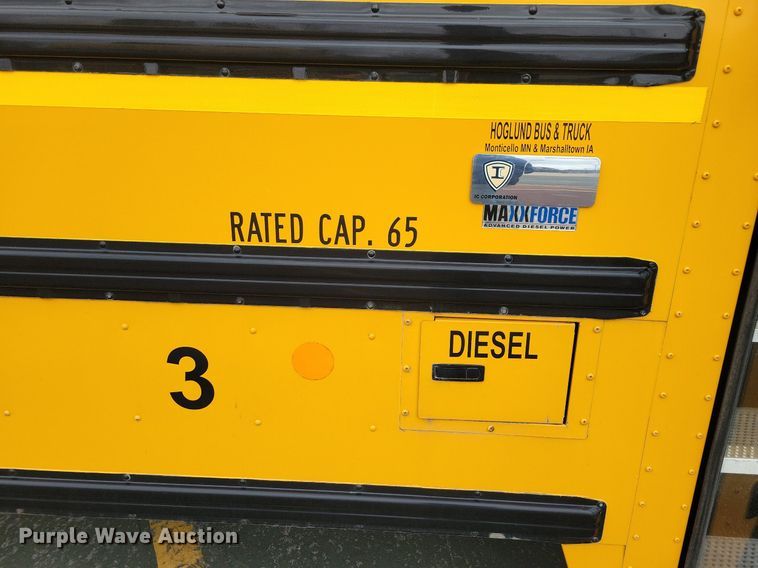 HOGLUND BUS & TRUCK
Monticello MN & Marshalltown IA
IC
IC CORPORATION
MAXXFORCE
ADVANCED DIESEL POWER
RATED CAP. 65
DIESEL
3
Purple Wave Auction